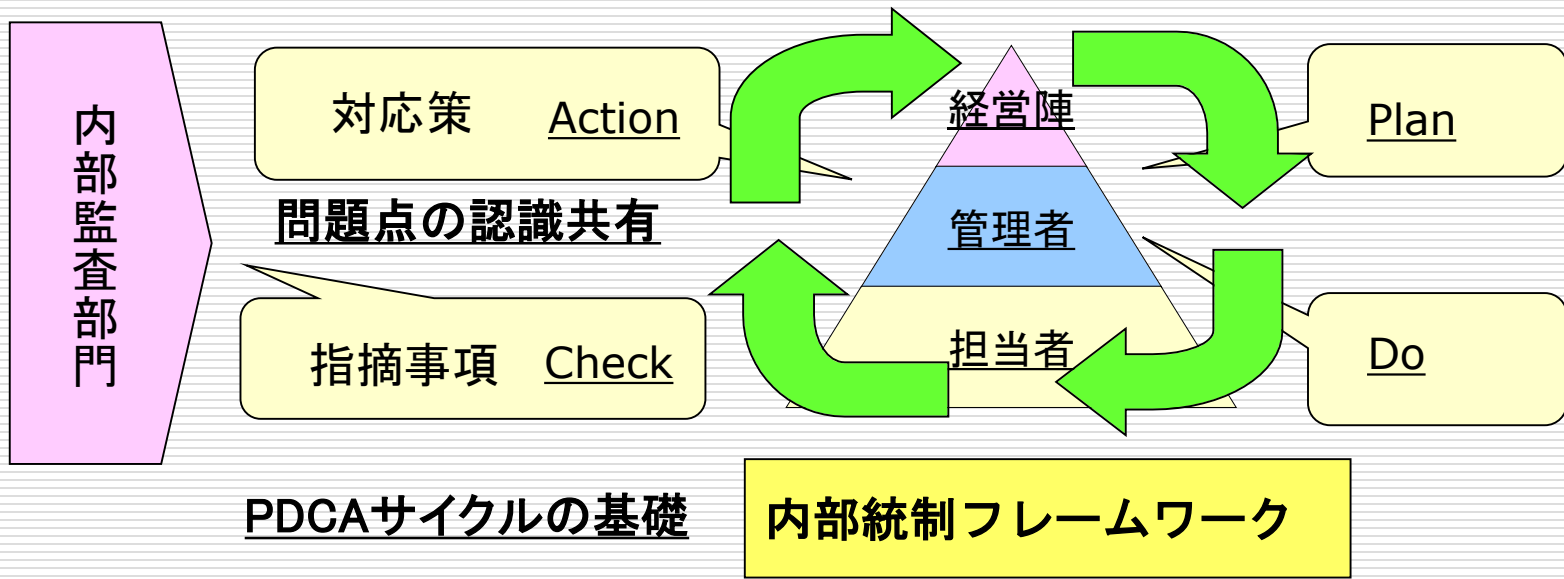 内部監査部門
対応策 Action
経営陣
Plan
問題点の認識共有
管理者
指摘事項 Check
担当者
Do
PDCAサイクルの基礎
内部統制フレームワーク